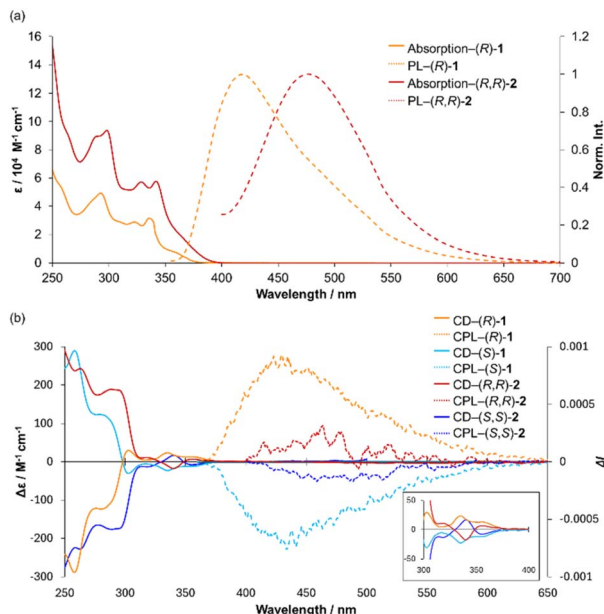 (a)
16
14
12
10
8
6
4
2
0
ε / 10⁴ M⁻¹ cm⁻¹
1.2
1
0.8
0.6
0.4
0.2
0
Norm. Int.
Absorption–(R)-1
PL–(R)-1
Absorption–(R,R)-2
PL–(R,R)-2
250 300 350 400 450 500 550 600 650 700
Wavelength / nm
(b)
300
200
100
0
-100
-200
-300
Δε / M⁻¹ cm⁻¹
CD–(R)-1
CPL–(R)-1
CD–(S)-1
CPL–(S)-1
CD–(R,R)-2
CPL–(R,R)-2
CD–(S,S)-2
CPL–(S,S)-2
0.001
0.0005
0
-0.0005
-0.001
ΔI
50
0
-50
300 350 400
250 300 350 400 450 500 550 600 650
Wavelength / nm